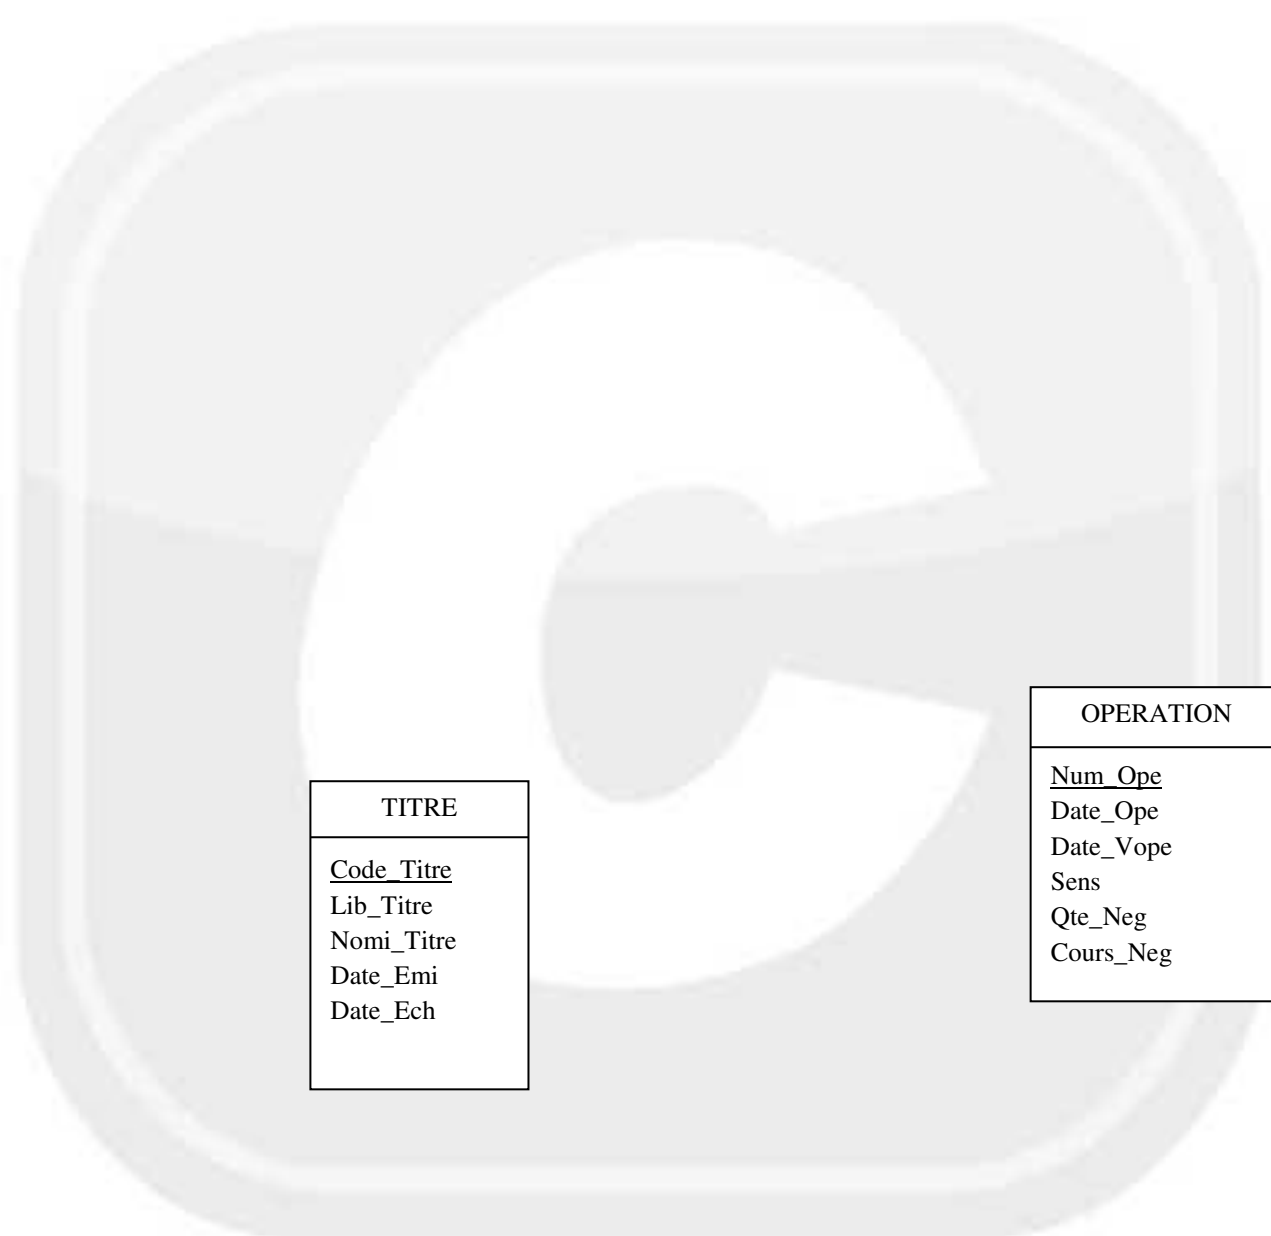 TITRE
Code_Titre
Lib_Titre
Nomi_Titre
Date_Emi
Date_Ech
OPERATION
Num_Ope
Date_Ope
Date_Vope
Sens
Qte_Neg
Cours_Neg